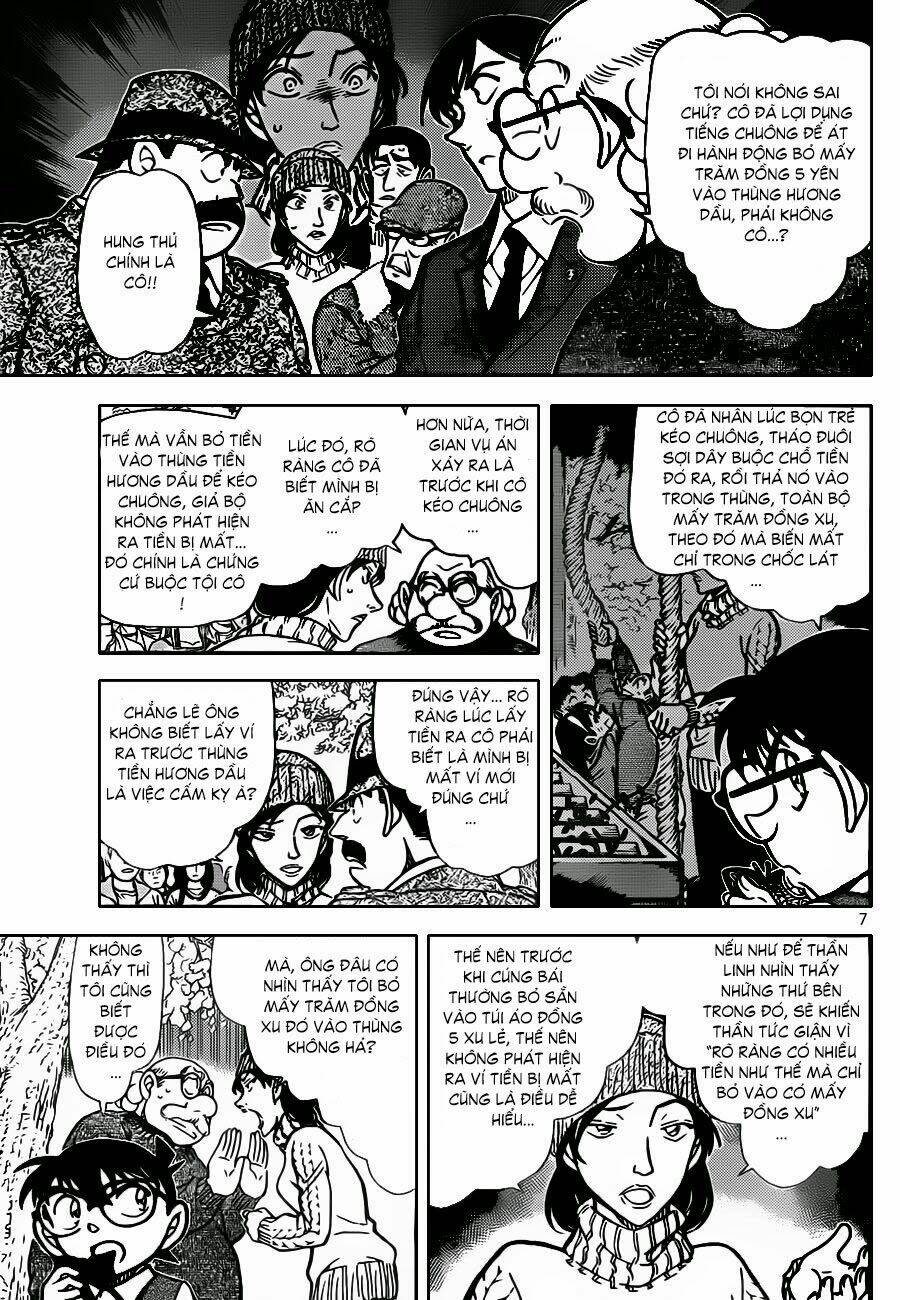 TÔI NÓI KHÔNG SAI
CHỨ? CÔ ĐÃ LỢI DỤNG
TIẾNG CHUÔNG ĐỂ ÁT
ĐI HÀNH ĐỘNG BỎ MẤY
TRĂM ĐỒNG 5 YÊN
VÀO THÙNG HƯƠNG
DẦU, PHẢI KHÔNG
CÔ...?
HUNG THỦ
CHÍNH LÀ
CÔ!!
CÔ ĐÃ NHÂN LÚC BỌN TRẺ
KÉO CHUÔNG, THÁO ĐUÔI
SỢI DÂY BUỘC CHỖ TIỀN
ĐÓ RA, RỒI THẢ NÓ VÀO
TRONG THÙNG, TOÀN BỘ
MẤY TRĂM ĐỒNG XU,
THEO ĐÓ MÀ BIẾN MẤT
CHỈ TRONG CHỐC LÁT
...
HƠN NỮA, THỜI
GIAN VỤ ÁN
XẢY RA LÀ
TRƯỚC KHI CÔ
KÉO CHUÔNG
...
LÚC ĐÓ, RÕ
RÀNG CÔ ĐÃ
BIẾT MÌNH BỊ
ĂN CẮP
...
THẾ MÀ VẪN BỎ TIỀN
VÀO THÙNG TIỀN
HƯƠNG DẦU ĐỂ KÉO
CHUÔNG, GIẢ BỘ
KHÔNG PHÁT HIỆN
RA TIỀN BỊ MẤT...
ĐÓ CHÍNH LÀ CHỨNG
CỨ BUỘC TỘI CÔ
!
ĐÚNG VẬY... RÕ
RÀNG LÚC LẤY
TIỀN RA CÔ PHẢI
BIẾT LÀ MÌNH BỊ
MẤT VÍ MỚI
ĐÚNG CHỨ
...
CHẲNG LẼ ÔNG
KHÔNG BIẾT LẤY VÍ
RA TRƯỚC THÙNG
TIỀN HƯƠNG DẦU
LÀ VIỆC CẤM KỴ À?
7
NẾU NHƯ ĐỂ THẦN
LINH NHÌN THẤY
NHỮNG THỨ BÊN
TRONG ĐÓ, SẼ KHIẾN
THẦN TỨC GIẬN VÌ
"RÕ RÀNG CÓ NHIỀU
TIỀN NHƯ THẾ MÀ CHỈ
BỎ VÀO CÓ MẤY
ĐỒNG XU"
...
THẾ NÊN TRƯỚC
KHI CÚNG BÁI
THƯỜNG BỎ SẴN
VÀO TÚI ÁO ĐỒNG
5 XU LẺ, THẾ NÊN
KHÔNG PHÁT HIỆN
RA VÍ TIỀN BỊ MẤT
CŨNG LÀ ĐIỀU DỄ
HIỂU...
MÀ, ÔNG ĐÂU CÓ
NHÌN THẤY TÔI BỎ
MẤY TRĂM ĐỒNG
XU ĐÓ VÀO THÙNG
KHÔNG HẢ?
KHÔNG
THẤY THÌ
TÔI CŨNG
BIẾT
ĐƯỢC
ĐIỀU ĐÓ
...